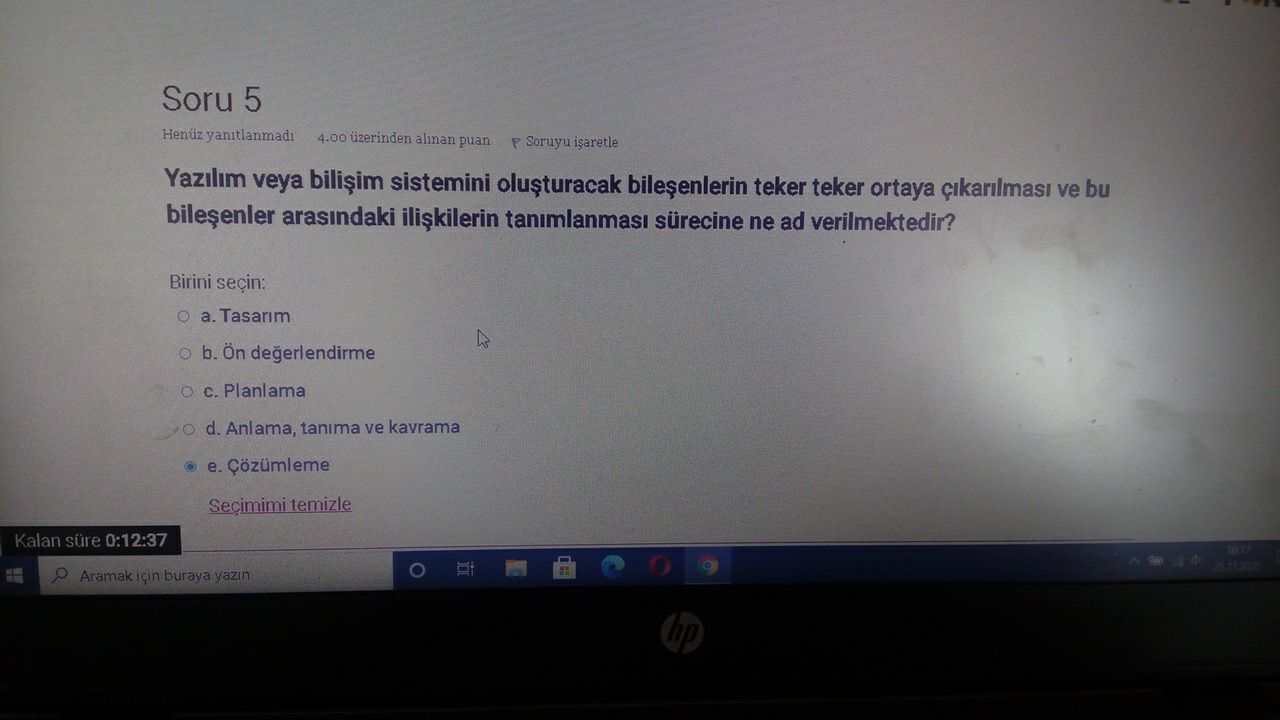 Soru 5
Henüz yanıtlanmadı 4.00 üzerinden alınan puan Soruyu işaretle
Yazılım veya bilişim sistemini oluşturacak bileşenlerin teker teker ortaya çıkarılması ve bu
bileşenler arasındaki ilişkilerin tanımlanması sürecine ne ad verilmektedir?
Birini seçin:
a. Tasarım
b. Ön değerlendirme
c. Planlama
d. Anlama, tanıma ve kavrama
e. Çözümleme
Seçimimi temizle
Kalan süre 0:12:37
Aramak için buraya yazın
10:17
25.11.2020
hp